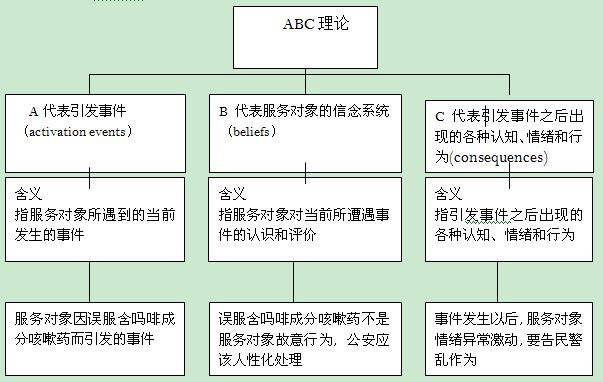 ABC 理论
A 代表引发事件
（activation events）
B 代表服务对象的信念系统
（beliefs）
C 代表引发事件之后出
现的各种认知、情绪和行
为(consequences)
含义
指服务对象所遇到的当前
发生的事件
含义
指服务对象对当前所遭遇事
件的认识和评价
含义
指引发事件之后出现的
各种认知、情绪和行为
服务对象因误服含吗啡成
分咳嗽药而引发的事件
误服含吗啡成分咳嗽药不是
服务对象故意行为，公安应
该人性化处理
事件发生以后，服务对象
情绪异常激动，要告民警
乱作为